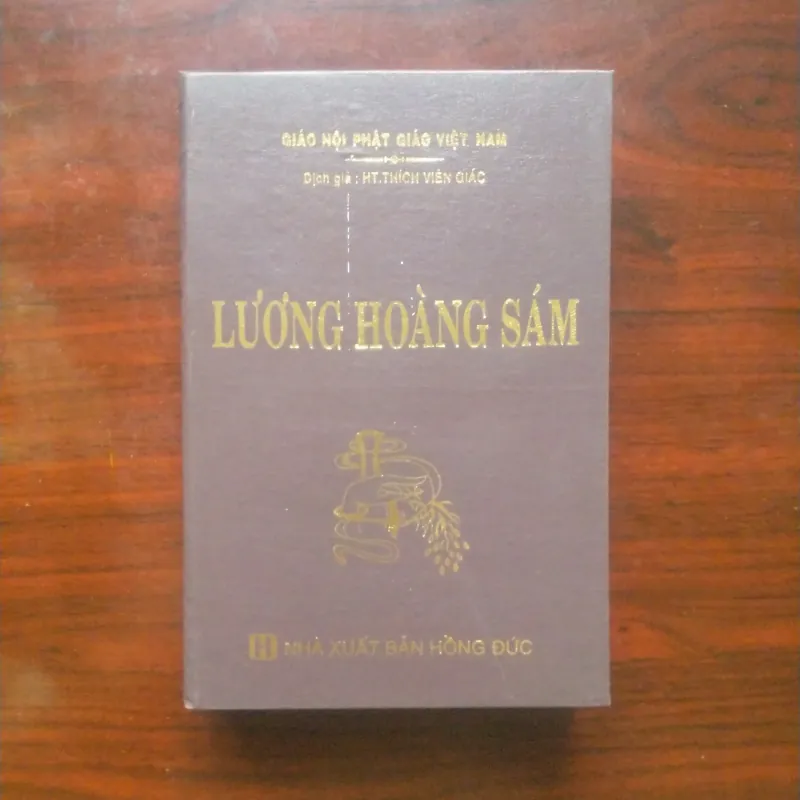 GIÁO HỘI PHẬT GIÁO VIỆT NAM
Dịch giả : HT.THÍCH VIÊN GIÁC
LƯƠNG HOÀNG SÁM
H NHÀ XUẤT BẢN HỒNG ĐỨC